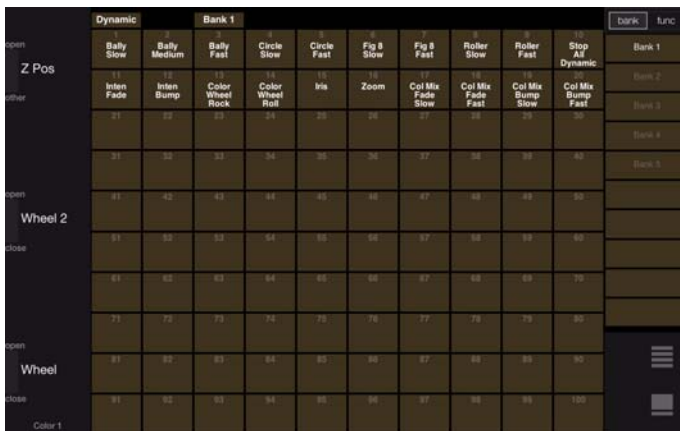 Dynamic Bank 1 bank func
open
Z Pos
other
1 2 3 4 5 6 7 8 9 10
Bally Slow
Bally Medium
Bally Fast
Circle Slow
Circle Fast
Fig 8 Slow
Fig 8 Fast
Roller Slow
Roller Fast
Stop All Dynamic
Bank 1
11 12 13 14 15 16 17 18 19 20
Inten Fade
Inten Bump
Color Wheel Rock
Color Wheel Roll
Iris
Zoom
Col Mix Fade Slow
Col Mix Fade Fast
Col Mix Bump Slow
Col Mix Bump Fast
Bank 2
21 22 23 24 25 26 27 28 29 30
Bank 3
Bank 4
31 32 33 34 35 36 37 38 39 40
Bank 5
open
Wheel 2
close
41 42 43 44 45 46 47 48 49 50
51 52 53 54 55 56 57 58 59 60
61 62 63 64 65 66 67 68 69 70
71 72 73 74 75 76 77 78 79 80
open
Wheel
close
81 82 83 84 85 86 87 88 89 90
91 92 93 94 95 96 97 98 99 100
Color 1